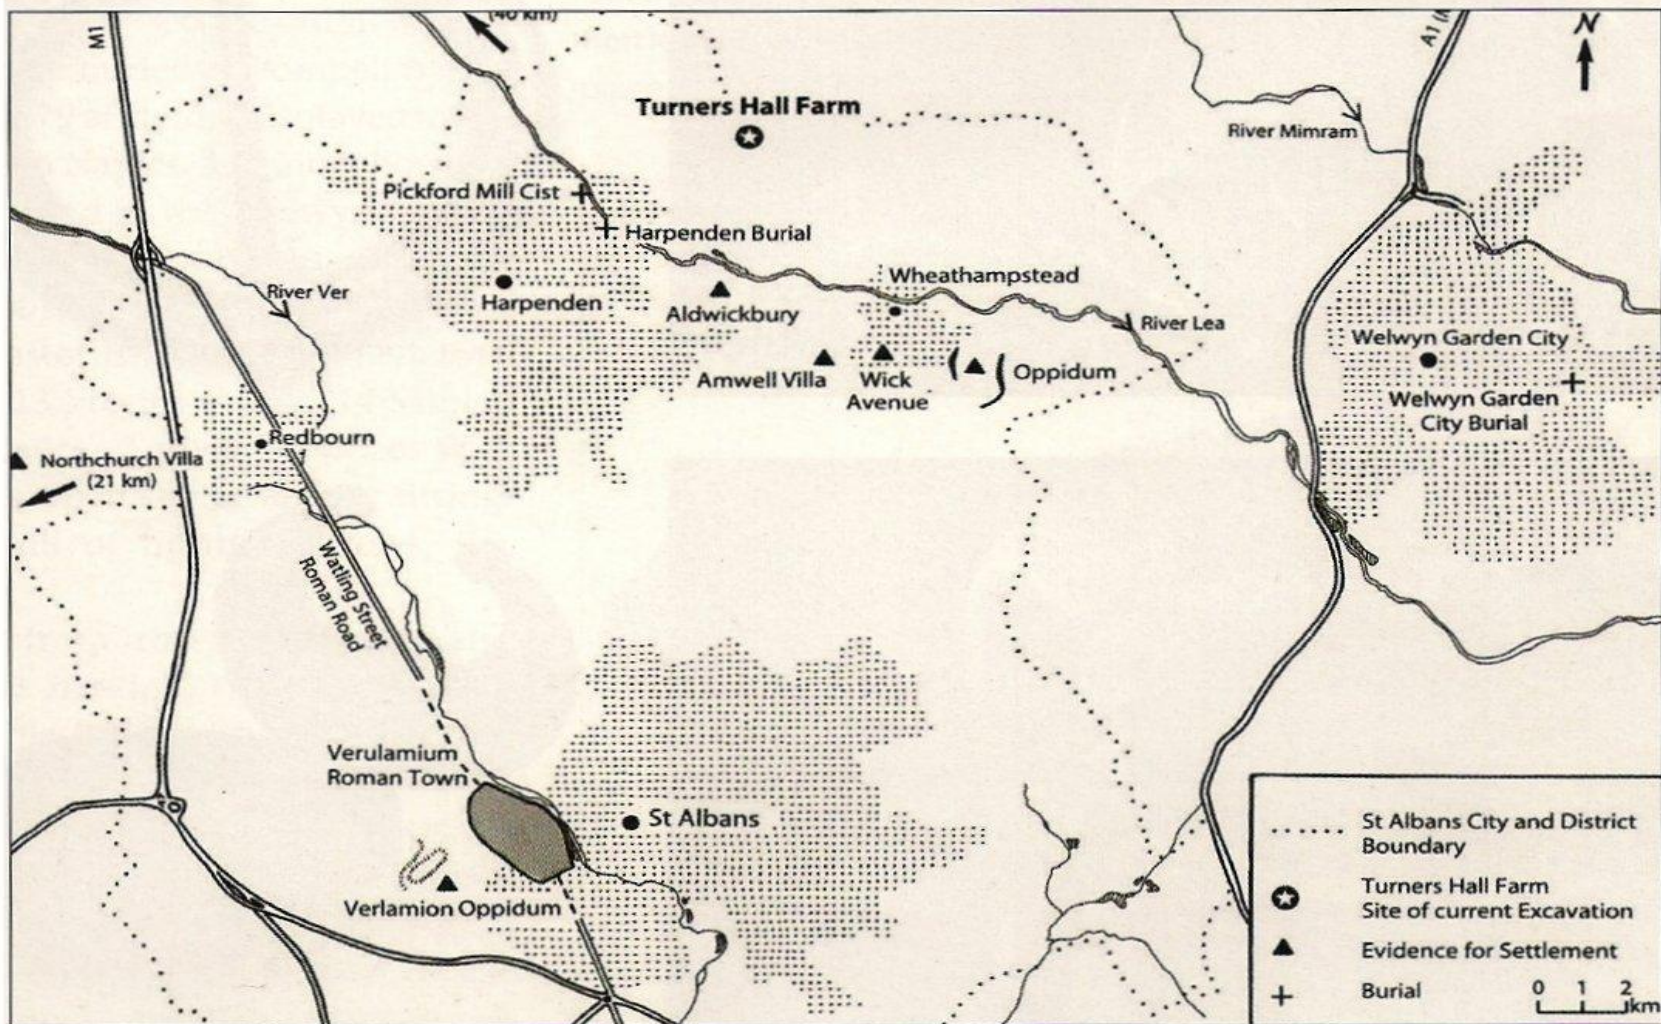 (40 km)
M1
A1 (M
N
Turners Hall Farm
River Mimram
Pickford Mill Cist
Harpenden Burial
Wheathampstead
River Ver
Harpenden
Aldwickbury
River Lea
Welwyn Garden City
Amwell Villa
Wick
Avenue
Oppidum
Welwyn Garden
City Burial
Redbourn
Northchurch Villa
(21 km)
Watling Street
Roman Road
Verulamium
Roman Town
St Albans
Verlamion Oppidum
St Albans City and District
Boundary
Turners Hall Farm
Site of current Excavation
Evidence for Settlement
Burial
0 1 2
km